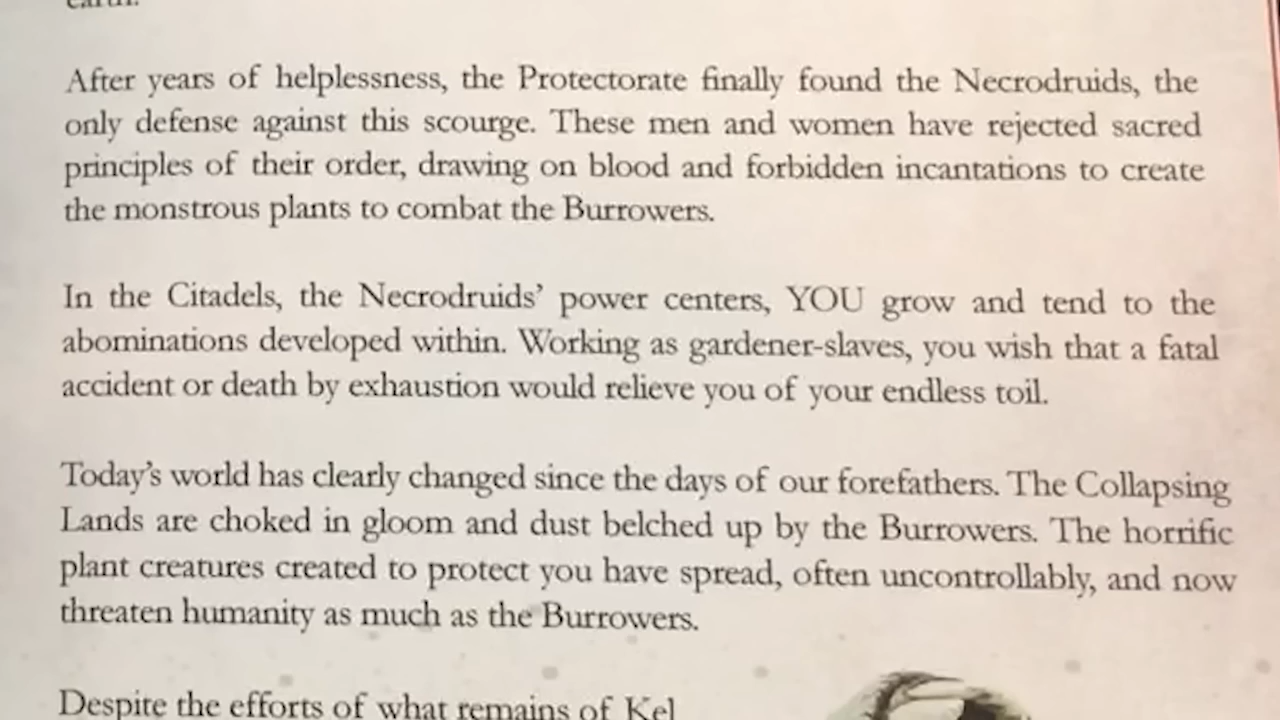 earth.
After years of helplessness, the Protectorate finally found the Necrodruids, the
only defense against this scourge. These men and women have rejected sacred
principles of their order, drawing on blood and forbidden incantations to create
the monstrous plants to combat the Burrowers.
In the Citadels, the Necrodruids’ power centers, YOU grow and tend to the
abominations developed within. Working as gardener-slaves, you wish that a fatal
accident or death by exhaustion would relieve you of your endless toil.
Today’s world has clearly changed since the days of our forefathers. The Collapsing
Lands are choked in gloom and dust belched up by the Burrowers. The horrific
plant creatures created to protect you have spread, often uncontrollably, and now
threaten humanity as much as the Burrowers.
Despite the efforts of what remains of Kel